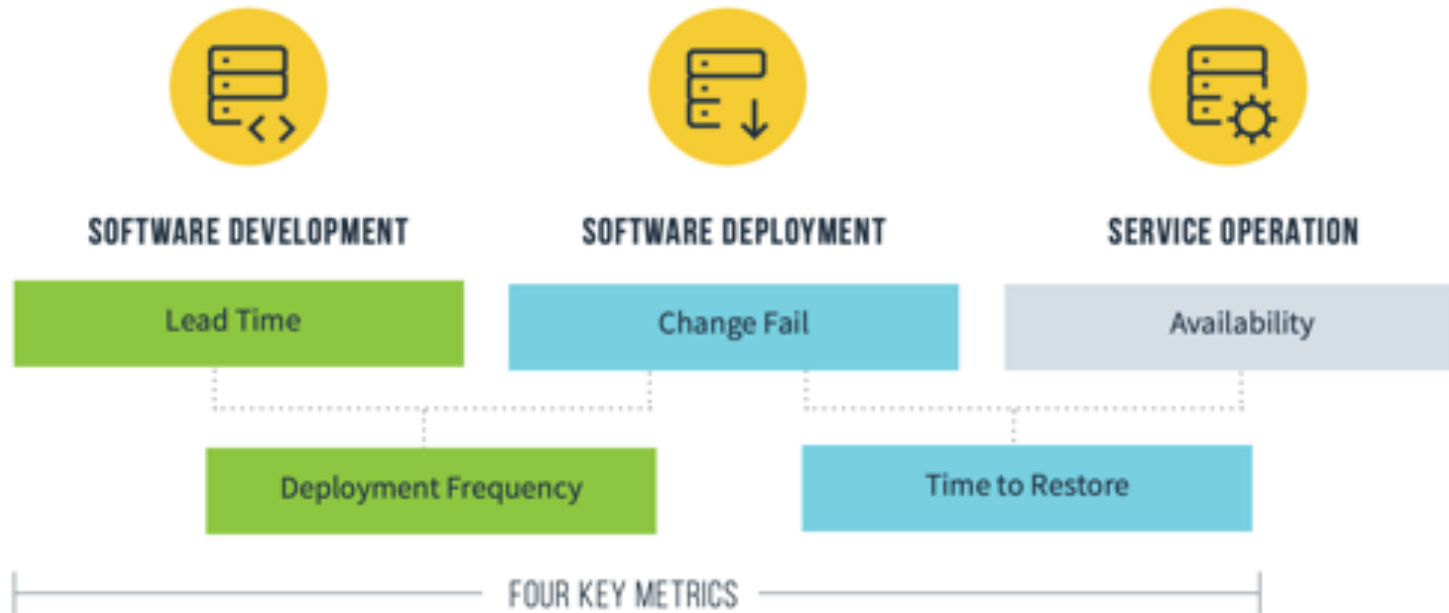 SOFTWARE DEVELOPMENT
SOFTWARE DEPLOYMENT
SERVICE OPERATION
Lead Time
Change Fail
Availability
Deployment Frequency
Time to Restore
FOUR KEY METRICS